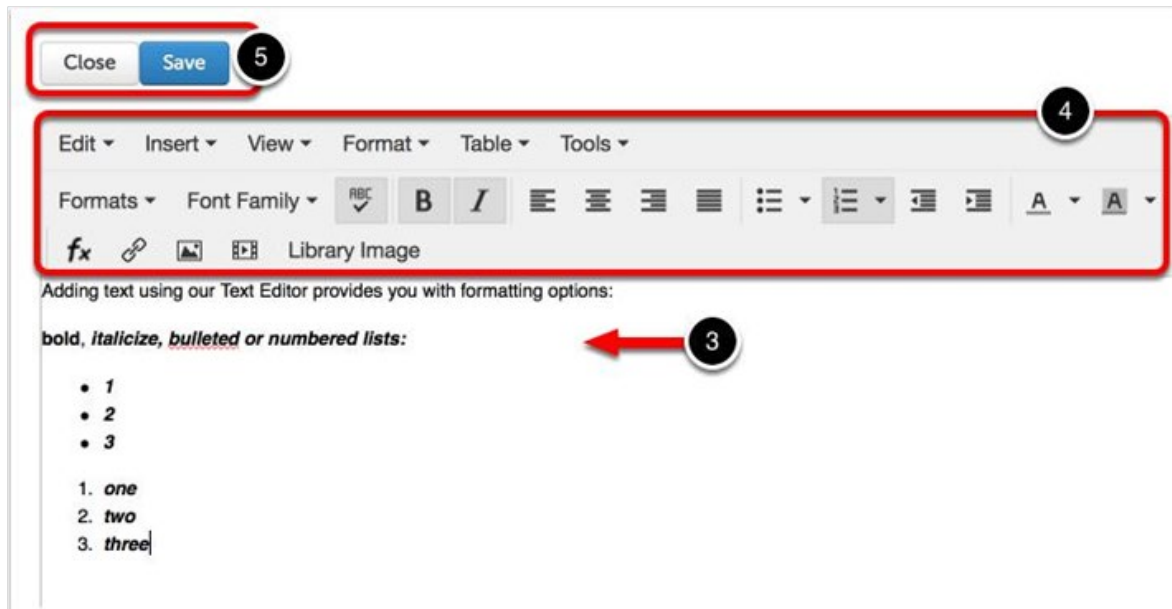 Close Save 5
4
Edit Insert View Format Table Tools
Formats Font Family ABC B I A A
fx Library Image
Adding text using our Text Editor provides you with formatting options:
bold, italicize, bulleted or numbered lists:
3
• 1
• 2
• 3
1. one
2. two
3. three